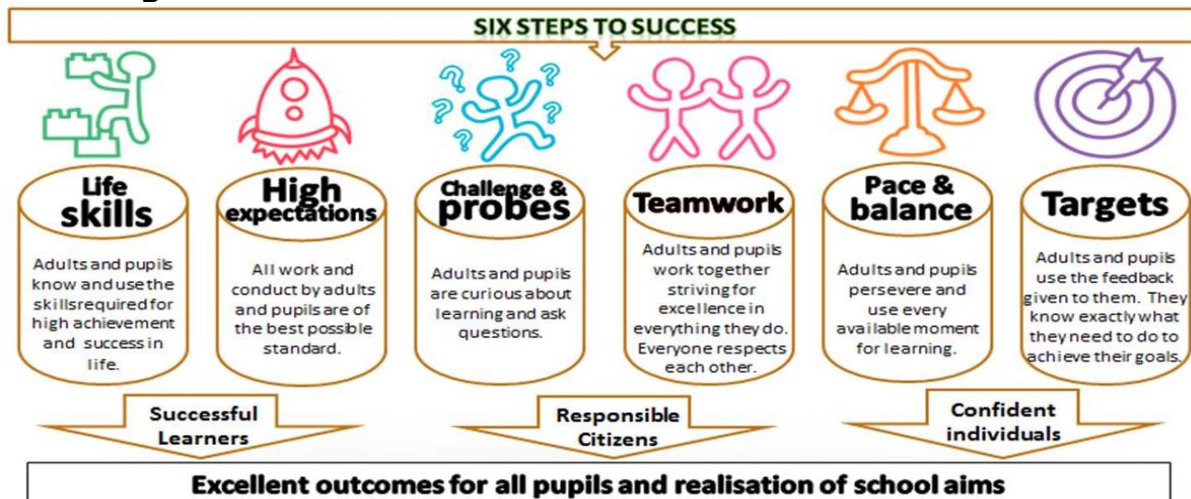 SIX STEPS TO SUCCESS
Life
skills
Adults and pupils
know and use the
skills required for
high achievement
and success in
life.
High
expectations
All work and
conduct by adults
and pupils are of
the best possible
standard.
Challenge &
probes
Adults and pupils
are curious about
learning and ask
questions.
Teamwork
Adults and pupils
work together
striving for
excellence in
everything they do.
Everyone respects
each other.
Pace &
balance
Adults and pupils
persevere and
use every
available moment
for learning.
Targets
Adults and pupils
use the feedback
given to them. They
know exactly what
they need to do to
achieve their goals.
Successful
Learners
Responsible
Citizens
Confident
individuals
Excellent outcomes for all pupils and realisation of school aims